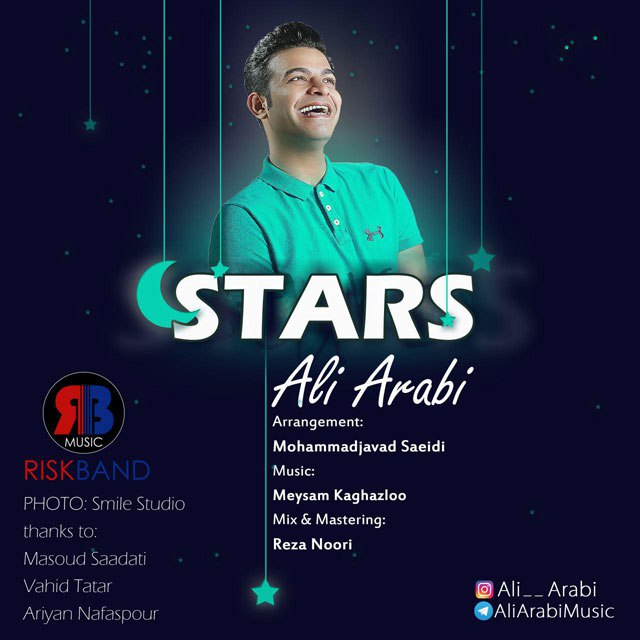 STARS
Ali Arabi
Arrangement:
Mohammadjavad Saeidi
Music:
Meysam Kaghazloo
Mix & Mastering:
Reza Noori
RB
MUSIC
RISKBAND
PHOTO: Smile Studio
thanks to:
Masoud Saadati
Vahid Tatar
Ariyan Nafaspour
Ali__Arabi
AliArabiMusic